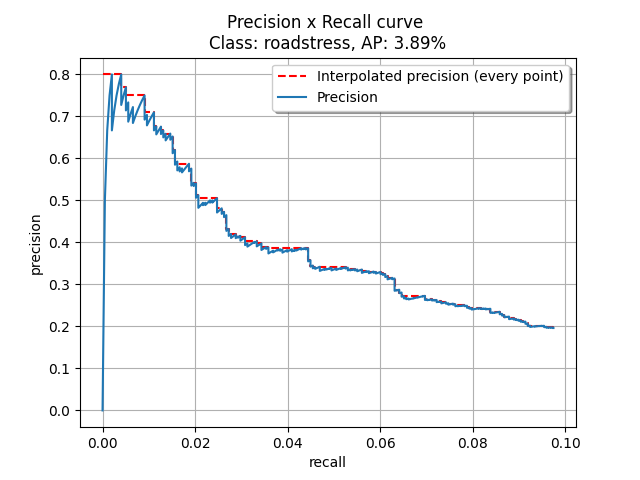 Precision x Recall curve
Class: roadstress, AP: 3.89%
Interpolated precision (every point)
Precision
0.8
0.7
0.6
0.5
0.4
0.3
0.2
0.1
0.0
precision
0.00 0.02 0.04 0.06 0.08 0.10
recall